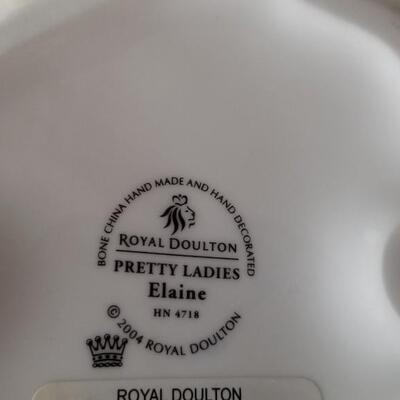 BONE CHINA HAND MADE AND HAND DECORATED
ROYAL DOULTON
PRETTY LADIES
Elaine
HN 4718
© 2004 ROYAL DOULTON
ROYAL DOULTON